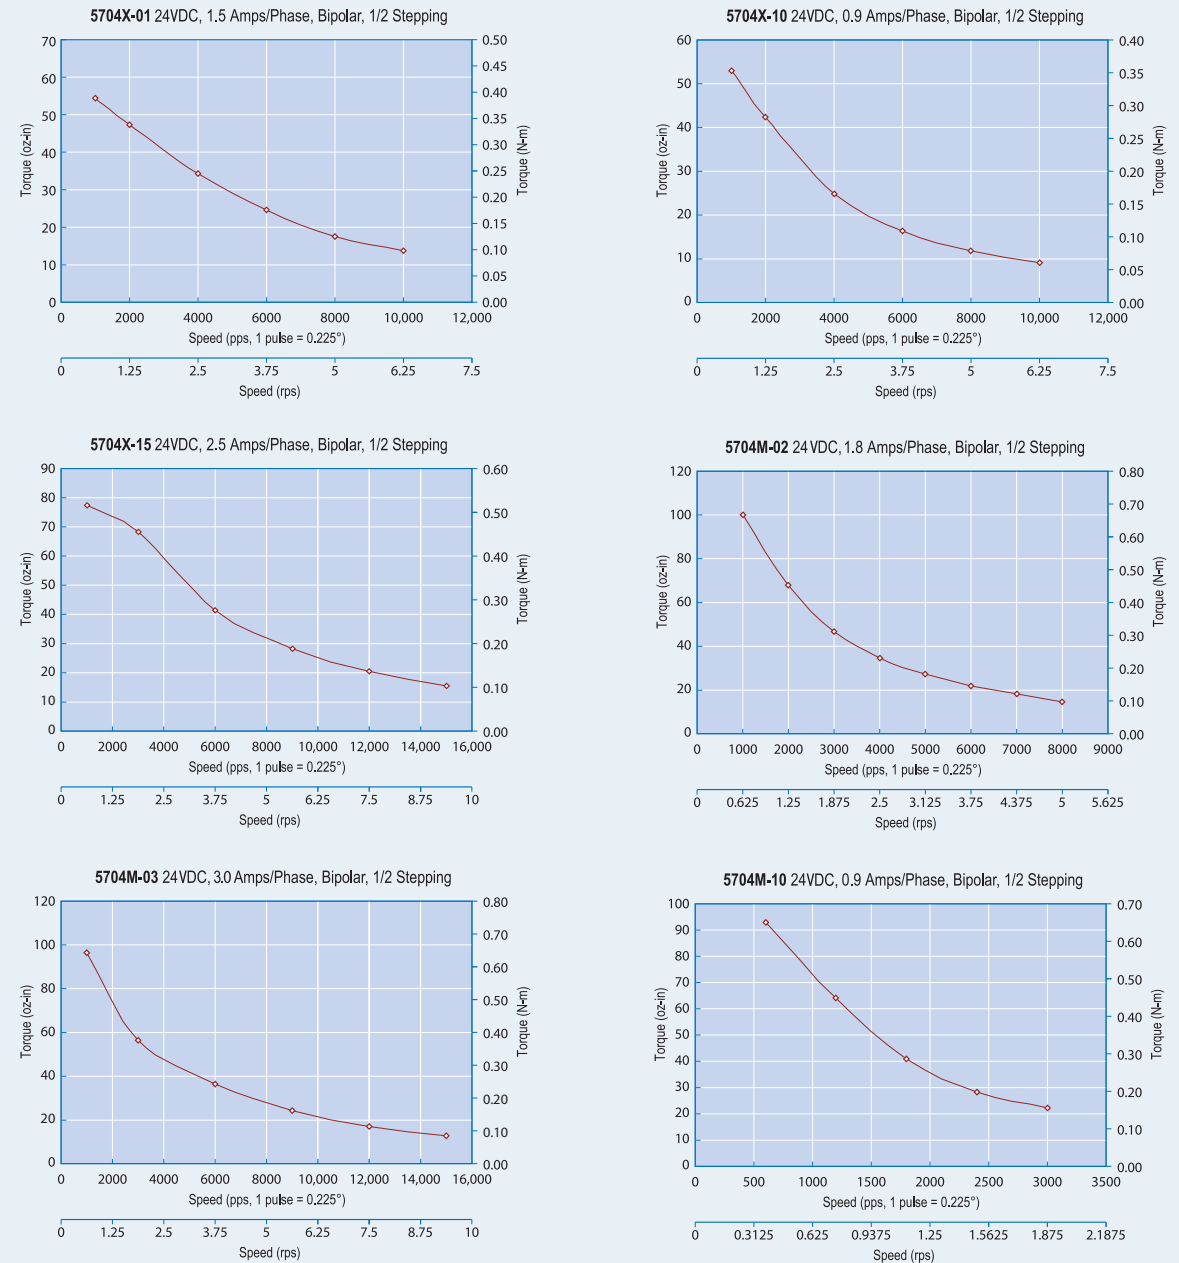 5704X-01 24VDC, 1.5 Amps/Phase, Bipolar, 1/2 Stepping
70
60
50
40
30
20
10
0
Torque (oz-in)
0.50
0.45
0.40
0.35
0.30
0.25
0.20
0.15
0.10
0.05
0.00
Torque (N-m)
0 2000 4000 6000 8000 10,000 12,000
Speed (pps, 1 pulse = 0.225°)
0 1.25 2.5 3.75 5 6.25 7.5
Speed (rps)
5704X-10 24VDC, 0.9 Amps/Phase, Bipolar, 1/2 Stepping
60
50
40
30
20
10
0
Torque (oz-in)
0.40
0.35
0.30
0.25
0.20
0.15
0.10
0.05
0.00
Torque (N-m)
0 2000 4000 6000 8000 10,000 12,000
Speed (pps, 1 pulse = 0.225°)
0 1.25 2.5 3.75 5 6.25 7.5
Speed (rps)
5704X-15 24VDC, 2.5 Amps/Phase, Bipolar, 1/2 Stepping
90
80
70
60
50
40
30
20
10
0
Torque (oz-in)
0.60
0.50
0.40
0.30
0.20
0.10
0.00
Torque (N-m)
0 2000 4000 6000 8000 10,000 12,000 14,000 16,000
Speed (pps, 1 pulse = 0.225°)
0 1.25 2.5 3.75 5 6.25 7.5 8.75 10
Speed (rps)
5704M-02 24VDC, 1.8 Amps/Phase, Bipolar, 1/2 Stepping
120
100
80
60
40
20
0
Torque (oz-in)
0.80
0.70
0.60
0.50
0.40
0.30
0.20
0.10
0.00
Torque (N-m)
0 1000 2000 3000 4000 5000 6000 7000 8000 9000
Speed (pps, 1 pulse = 0.225°)
0 0.625 1.25 1.875 2.5 3.125 3.75 4.375 5 5.625
Speed (rps)
5704M-03 24VDC, 3.0 Amps/Phase, Bipolar, 1/2 Stepping
120
100
80
60
40
20
0
Torque (oz-in)
0.80
0.70
0.60
0.50
0.40
0.30
0.20
0.10
0.00
Torque (N-m)
0 2000 4000 6000 8000 10,000 12,000 14,000 16,000
Speed (pps, 1 pulse = 0.225°)
0 1.25 2.5 3.75 5 6.25 7.5 8.75 10
Speed (rps)
5704M-10 24VDC, 0.9 Amps/Phase, Bipolar, 1/2 Stepping
100
90
80
70
60
50
40
30
20
10
0
Torque (oz-in)
0.70
0.60
0.50
0.40
0.30
0.20
0.10
0.00
Torque (N-m)
0 500 1000 1500 2000 2500 3000 3500
Speed (pps, 1 pulse = 0.225°)
0 0.3125 0.625 0.9375 1.25 1.5625 1.875 2.1875
Speed (rps)